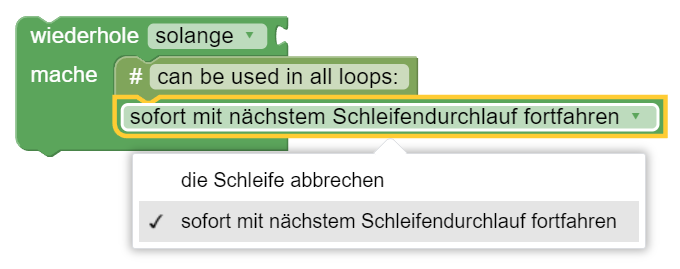 wiederhole solange ▾
mache # can be used in all loops:
sofort mit nächstem Schleifendurchlauf fortfahren ▾
die Schleife abbrechen
✓ sofort mit nächstem Schleifendurchlauf fortfahren